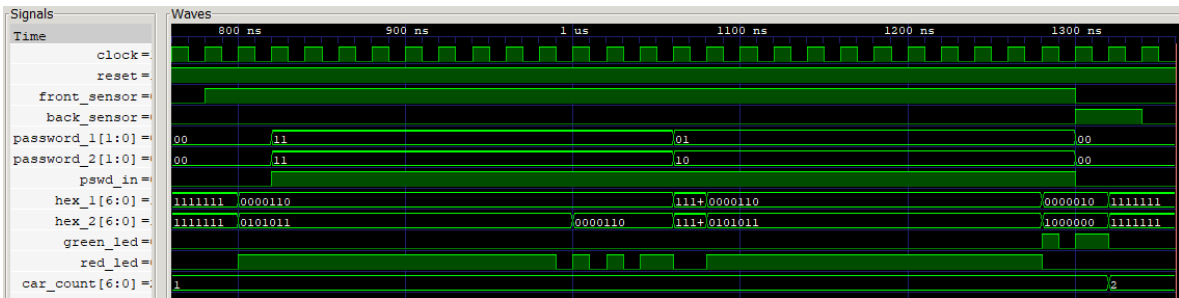 Signals Waves
Time 800 ns 900 ns 1 us 1100 ns 1200 ns 1300 ns
clock=
reset=
front_sensor=
back_sensor=
password_1[1:0]= 00 11 01 00
password_2[1:0]= 00 11 10 00
pswd_in=
hex_1[6:0]= 1111111 0000110 111+ 0000110 0000010 1111111
hex_2[6:0]= 1111111 0101011 0000110 111+ 0101011 1000000 1111111
green_led=
red_led=
car_count[6:0]= 1 2